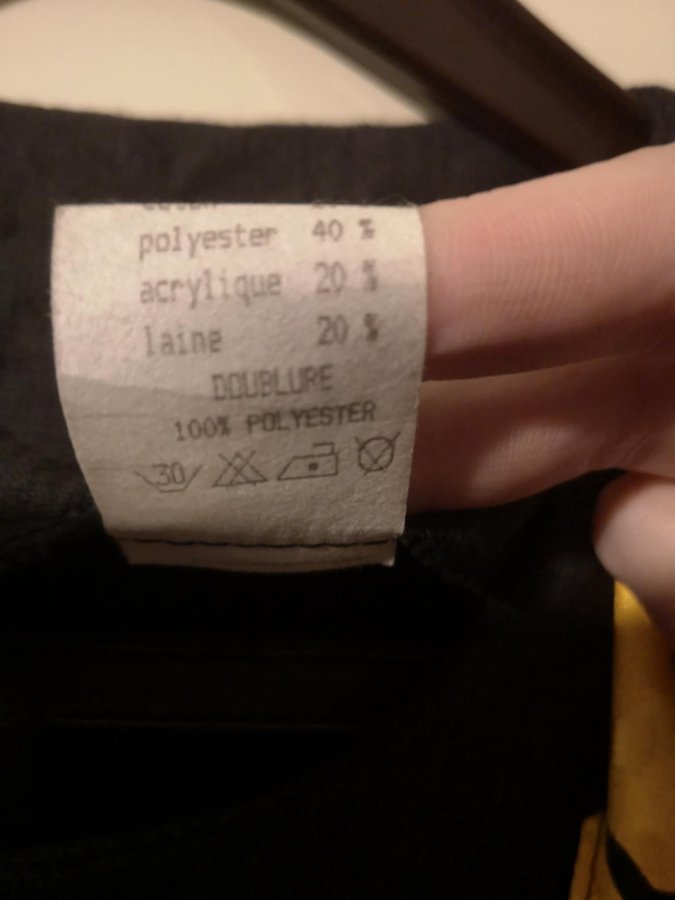 polyester 40 %
acrylique 20 %
laine 20 %
DOUBLURE
100% POLYESTER
30